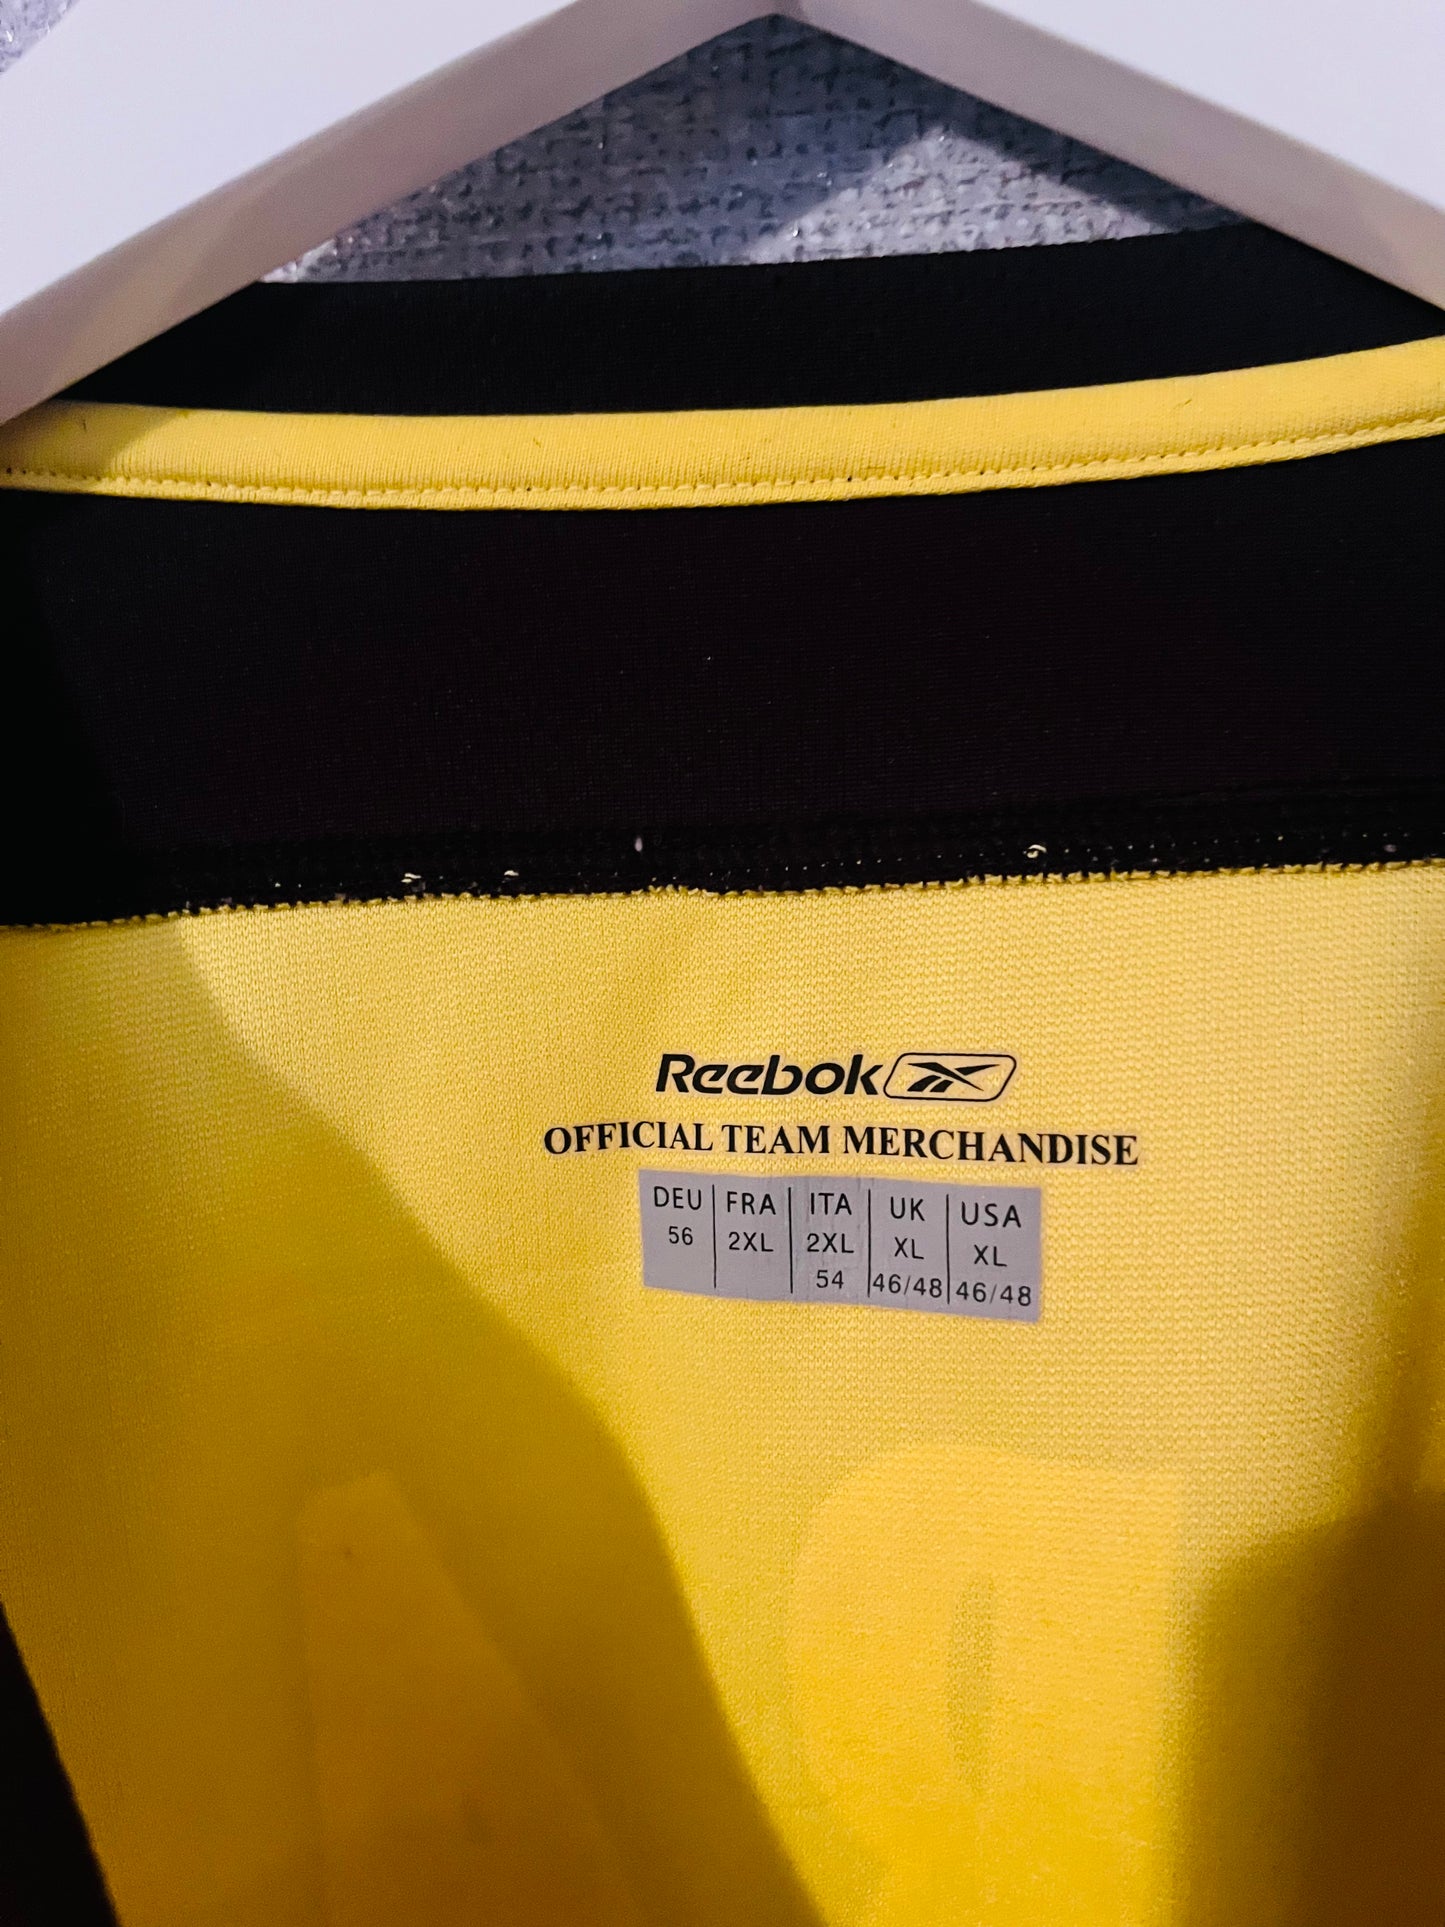 Reebok
OFFICIAL TEAM MERCHANDISE
DEU FRA ITA UK USA
56 2XL 2XL XL XL
54 46/48 46/48